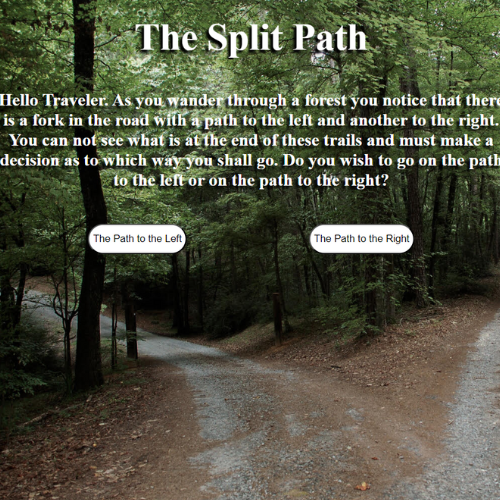 The Split Path
Hello Traveler. As you wander through a forest you notice that there
is a fork in the road with a path to the left and another to the right.
You can not see what is at the end of these trails and must make a
decision as to which way you shall go. Do you wish to go on the path
to the left or on the path to the right?
The Path to the Left
The Path to the Right